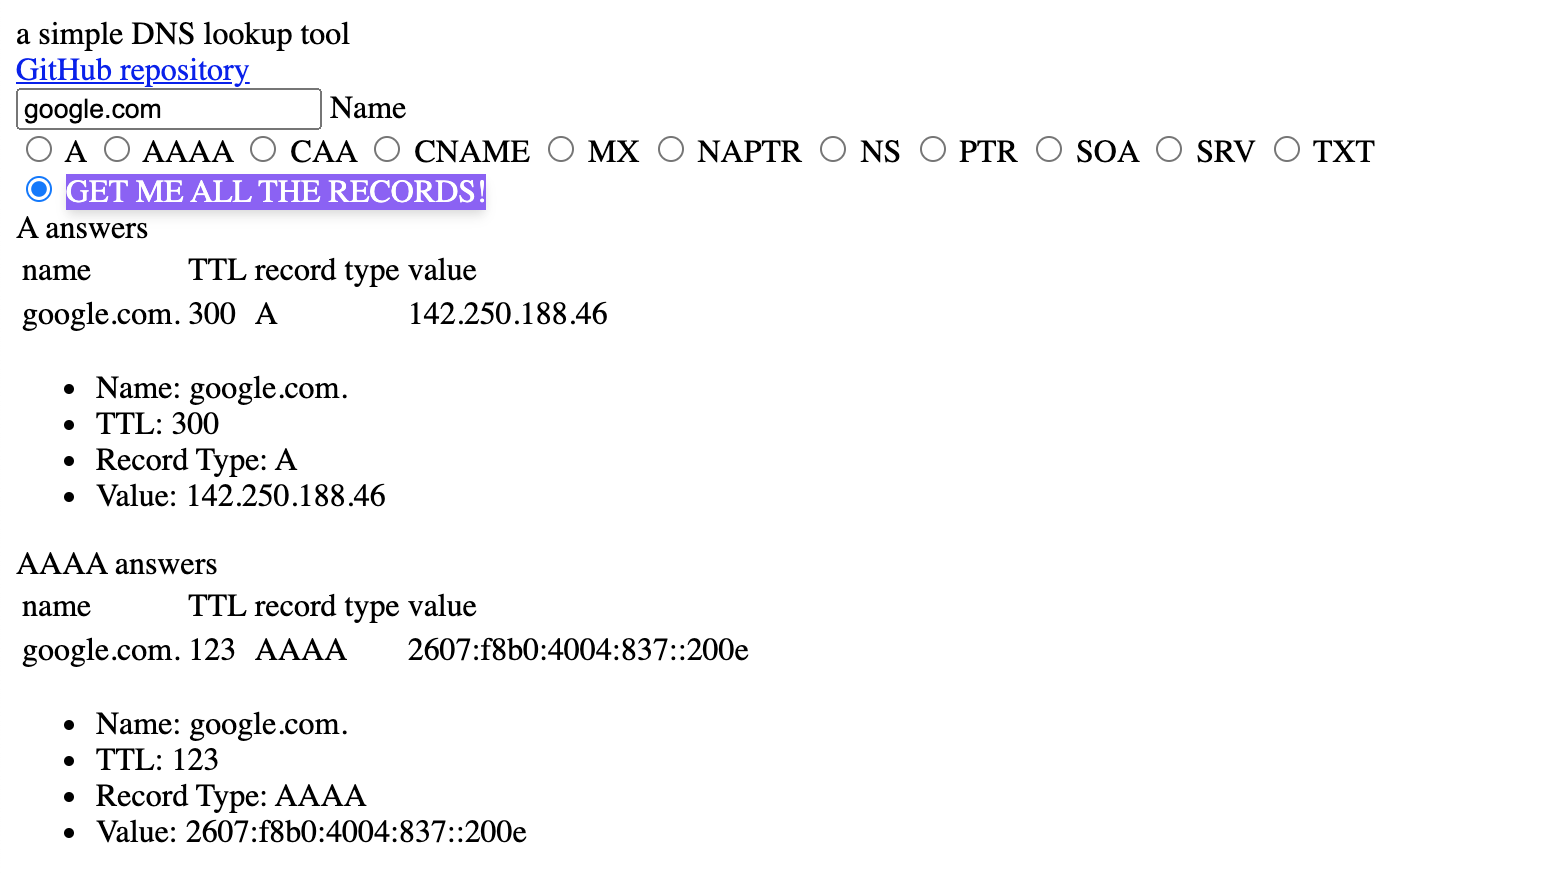 a simple DNS lookup tool
GitHub repository
google.com Name
A AAAA CAA CNAME MX NAPTR NS PTR SOA SRV TXT
GET ME ALL THE RECORDS!
A answers
name TTL record type value
google.com. 300 A 142.250.188.46
Name: google.com.
TTL: 300
Record Type: A
Value: 142.250.188.46
AAAA answers
name TTL record type value
google.com. 123 AAAA 2607:f8b0:4004:837::200e
Name: google.com.
TTL: 123
Record Type: AAAA
Value: 2607:f8b0:4004:837::200e